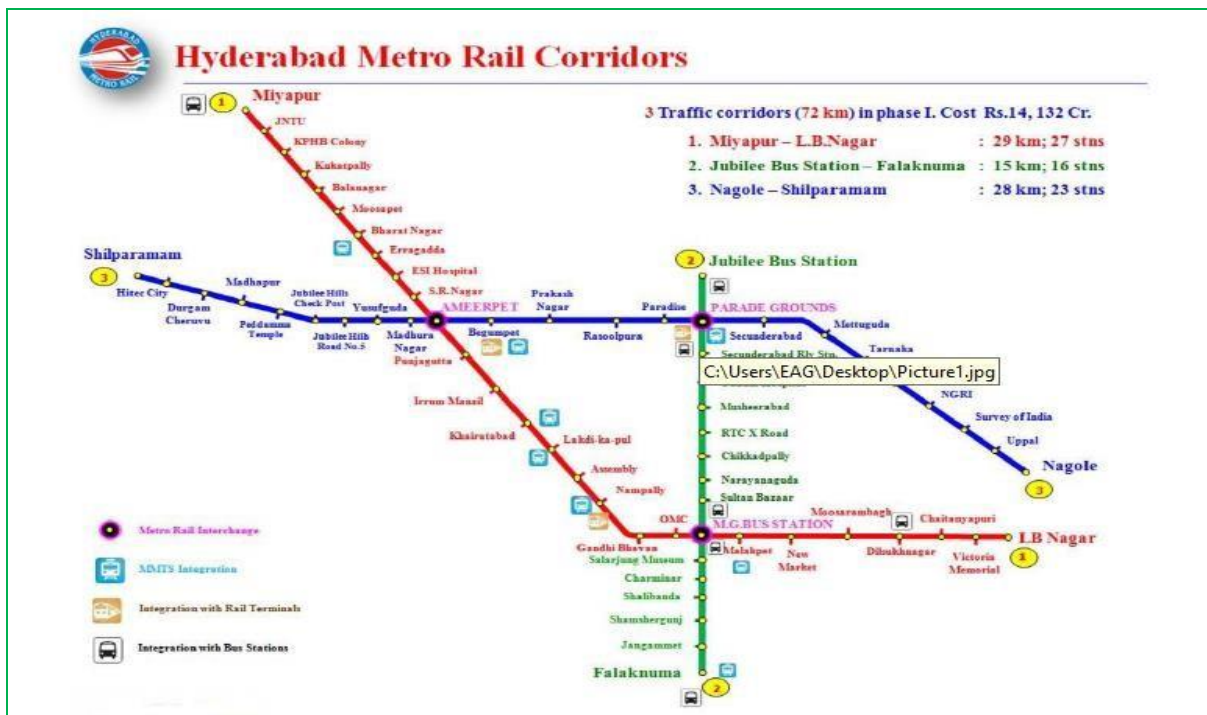 HYDERABAD
METRO RAIL
Hyderabad Metro Rail Corridors
3 Traffic corridors (72 km) in phase I. Cost Rs.14, 132 Cr.
1. Miyapur – L.B.Nagar : 29 km; 27 stns
2. Jubilee Bus Station – Falaknuma : 15 km; 16 stns
3. Nagole – Shilparamam : 28 km; 23 stns
1
Miyapur
JNTU
KPHB Colony
Kukatpally
Balanagar
Moosapet
Bharat Nagar
Erragadda
ESI Hospital
S.R.Nagar
Shilparamam
3
Hitec City
Durgam
Cheruvu
Madhapur
Peddamma
Temple
Jubilee Hills
Check Post
Jubilee Hills
Road No.5
Yusufguda
Madhura
Nagar
AMEERPET
Begumpet
Prakash
Nagar
Rasoolpura
Paradise
2
Jubilee Bus Station
PARADE GROUNDS
Secunderabad
Mettuguda
Tarnaka
NGRI
Survey of India
Uppal
Nagole
3
Secunderabad Rly Stn.
C:\Users\EAG\Desktop\Picture1.jpg
Musheerabad
RTC X Road
Chikkadpally
Narayanaguda
Sultan Bazaar
Punjagutta
Irrum Manzil
Khairatabad
Lakdi-ka-pul
Assembly
Nampally
Gandhi Bhavan
OMC
M.G.BUS STATION
Malakpet
New
Market
Moosarambagh
Dilsukhnagar
Chaitanyapuri
Victoria
Memorial
LB Nagar
1
Salarjung Museum
Charminar
Shalibanda
Shamshergunj
Jangammet
Falaknuma
2
Metro Rail Interchange
MMTS Integration
Integration with Rail Terminals
Integration with Bus Stations